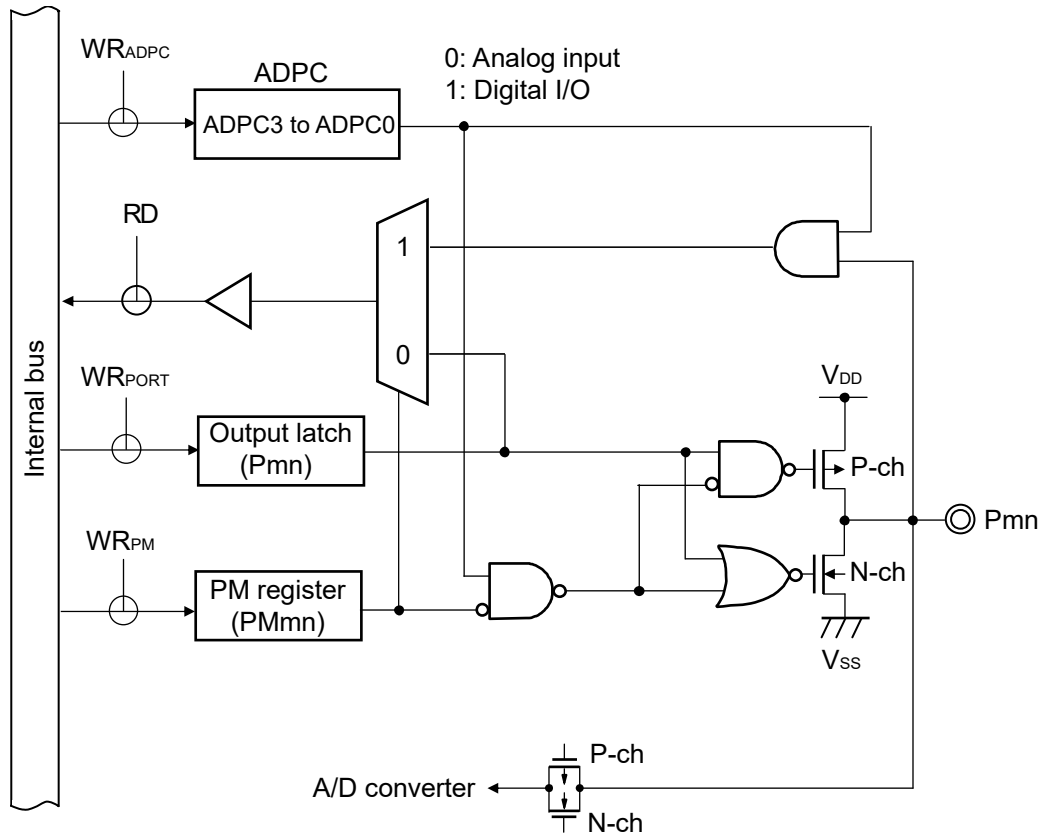 WRADPC
ADPC
0: Analog input
1: Digital I/O
ADPC3 to ADPC0
RD
1
0
Internal bus
WRPORT
VDD
Output latch
(Pmn)
P-ch
Pmn
WRPM
N-ch
PM register
(PMmn)
VSS
P-ch
A/D converter
N-ch